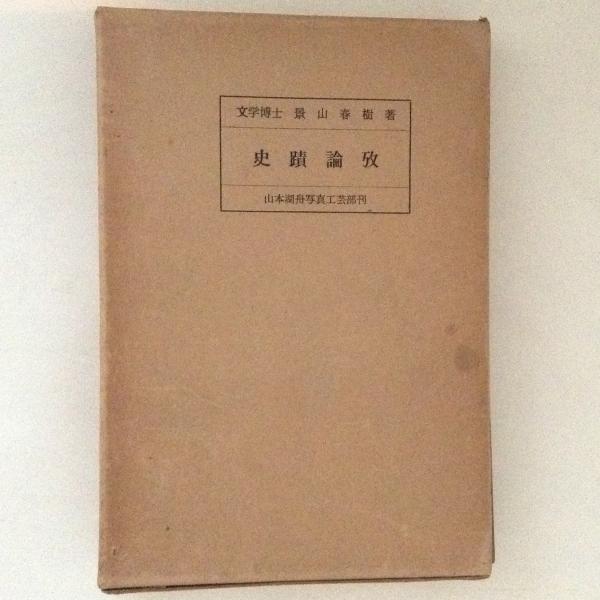 文学博士 景山春樹著
史蹟論攷
山本湖舟写真工芸部刊